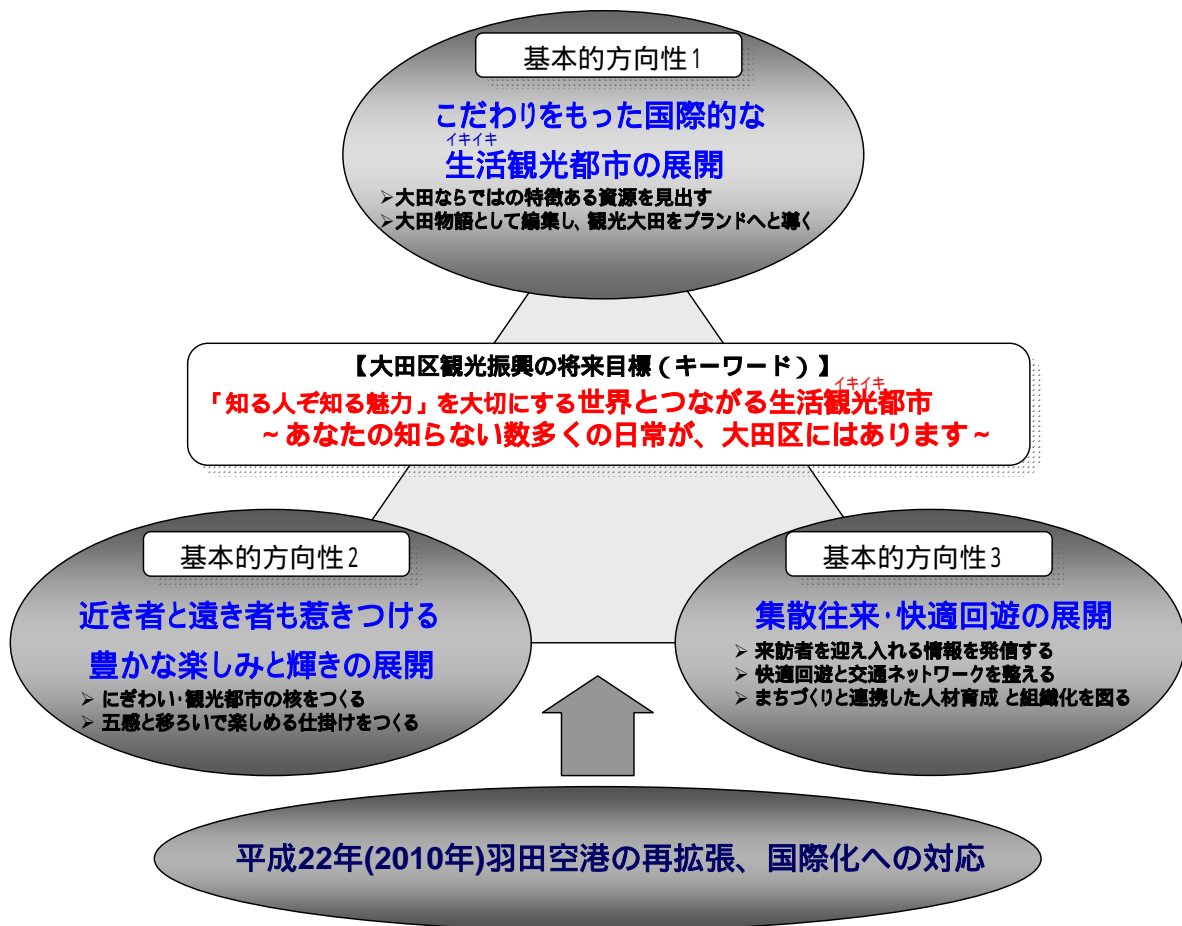 基本的方向性1
こだわりをもった国際的な
イキイキ
生活観光都市の展開
➢大田ならではの特徴ある資源を見出す
➢大田物語として編集し、観光大田をブランドへと導く
【大田区観光振興の将来目標（キーワード）】
イキイキ
「知る人ぞ知る魅力」を大切にする世界とつながる生活観光都市
～あなたの知らない数多くの日常が、大田区にはあります～
基本的方向性2
近き者と遠き者も惹きつける
豊かな楽しみと輝きの展開
➢ にぎわい・観光都市の核をつくる
➢ 五感と移ろいで楽しめる仕掛けをつくる
基本的方向性3
集散往来・快適回遊の展開
➢ 来訪者を迎え入れる情報を発信する
➢ 快適回遊と交通ネットワークを整える
➢ まちづくりと連携した人材育成 と組織化を図る
平成22年(2010年)羽田空港の再拡張、国際化への対応